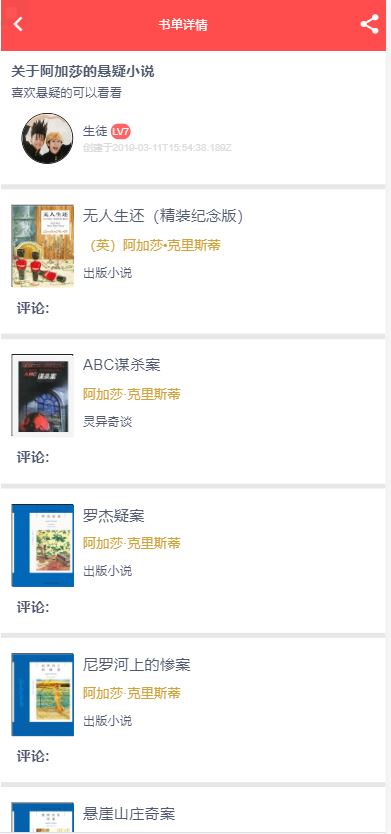 书单详情
关于阿加莎的悬疑小说
喜欢悬疑的可以看看
生徒 LV7
创建于2019-03-11T15:54:38.189Z
无人生还（精装纪念版）
（英）阿加莎•克里斯蒂
出版小说
评论:
ABC谋杀案
阿加莎·克里斯蒂
灵异奇谈
评论:
罗杰疑案
阿加莎·克里斯蒂
出版小说
评论:
尼罗河上的惨案
阿加莎·克里斯蒂
出版小说
评论:
悬崖山庄奇案